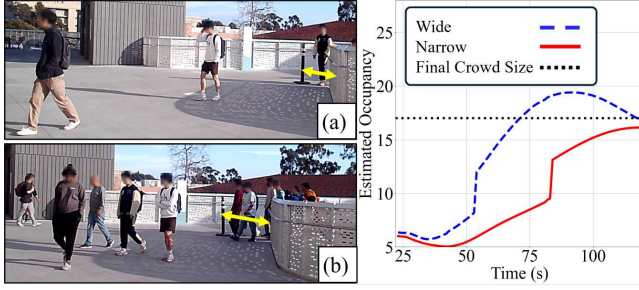 (a)
(b)
Wide
Narrow
Final Crowd Size
Estimated Occupancy
25
20
15
10
5
25
50
75
100
Time (s)